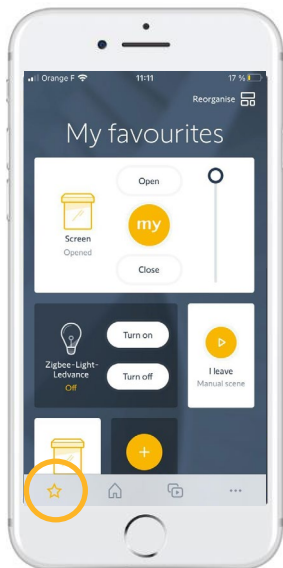 Orange F 11:11 17 %
Reorganise
My favourites
Open
my
Screen
Opened
Close
Turn on
Zigbee-Light-
Ledvance
Off
Turn off
I leave
Manual scene